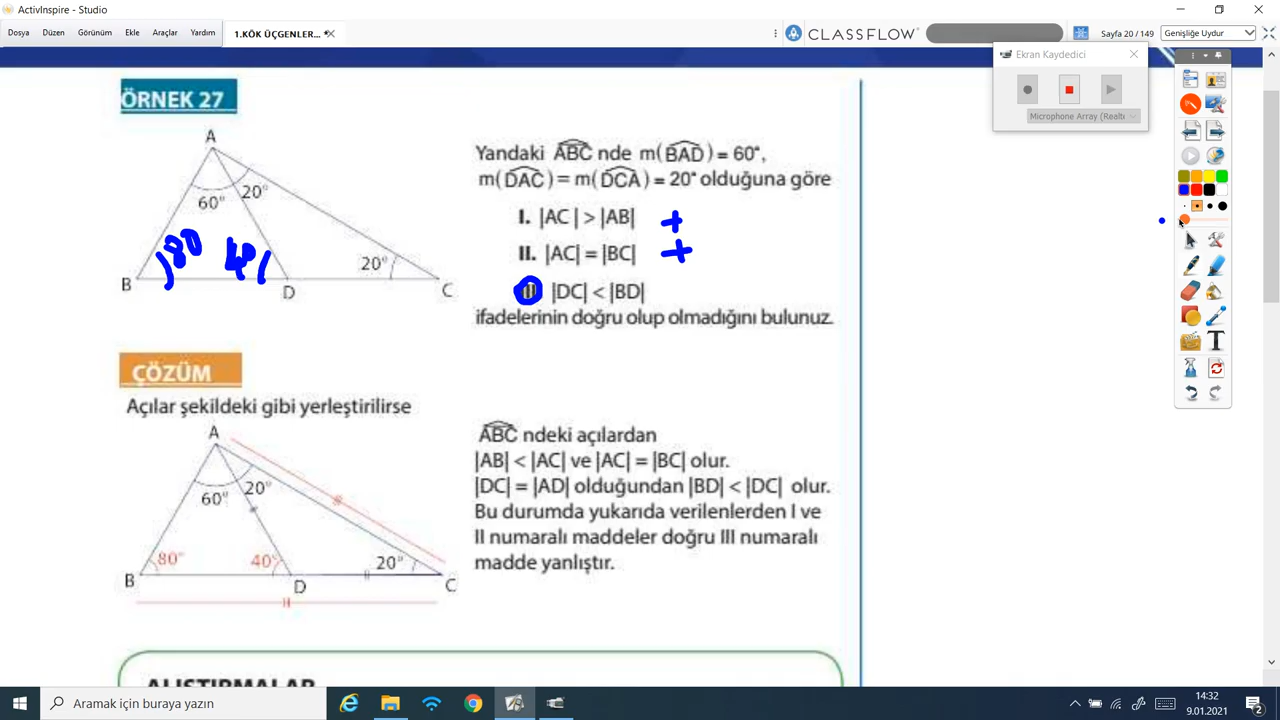 ActivInspire - Studio
Dosya Düzen Görünüm Ekle Araçlar Yardım
1.KÖK ÜÇGENLER...
CLASSFLOW
Sayfa 20 / 149
Genişliğe Uydur
Ekran Kaydedici
Microphone Array (Realt
ÖRNEK 27
A
60° 20°
80 40
20°
B D C
Yandaki ABC nde m(BAD) = 60°,
m(DAC) = m(DCA) = 20° olduğuna göre
I. |AC| > |AB| +
II. |AC| = |BC| +
|DC| < |BD|
ifadelerinin doğru olup olmadığını bulunuz.
ÇÖZÜM
Açılar şekildeki gibi yerleştirilirse
A
60° 20°
80° 40° 20°
B D C
ABC ndeki açılardan
|AB| < |AC| ve |AC| = |BC| olur.
|DC| = |AD| olduğundan |BD| < |DC| olur.
Bu durumda yukarıda verilenlerden I ve
II numaralı maddeler doğru III numaralı
madde yanlıştır.
ALIŞTIRMALAR
Aramak için buraya yazın
14:32
9.01.2021
2